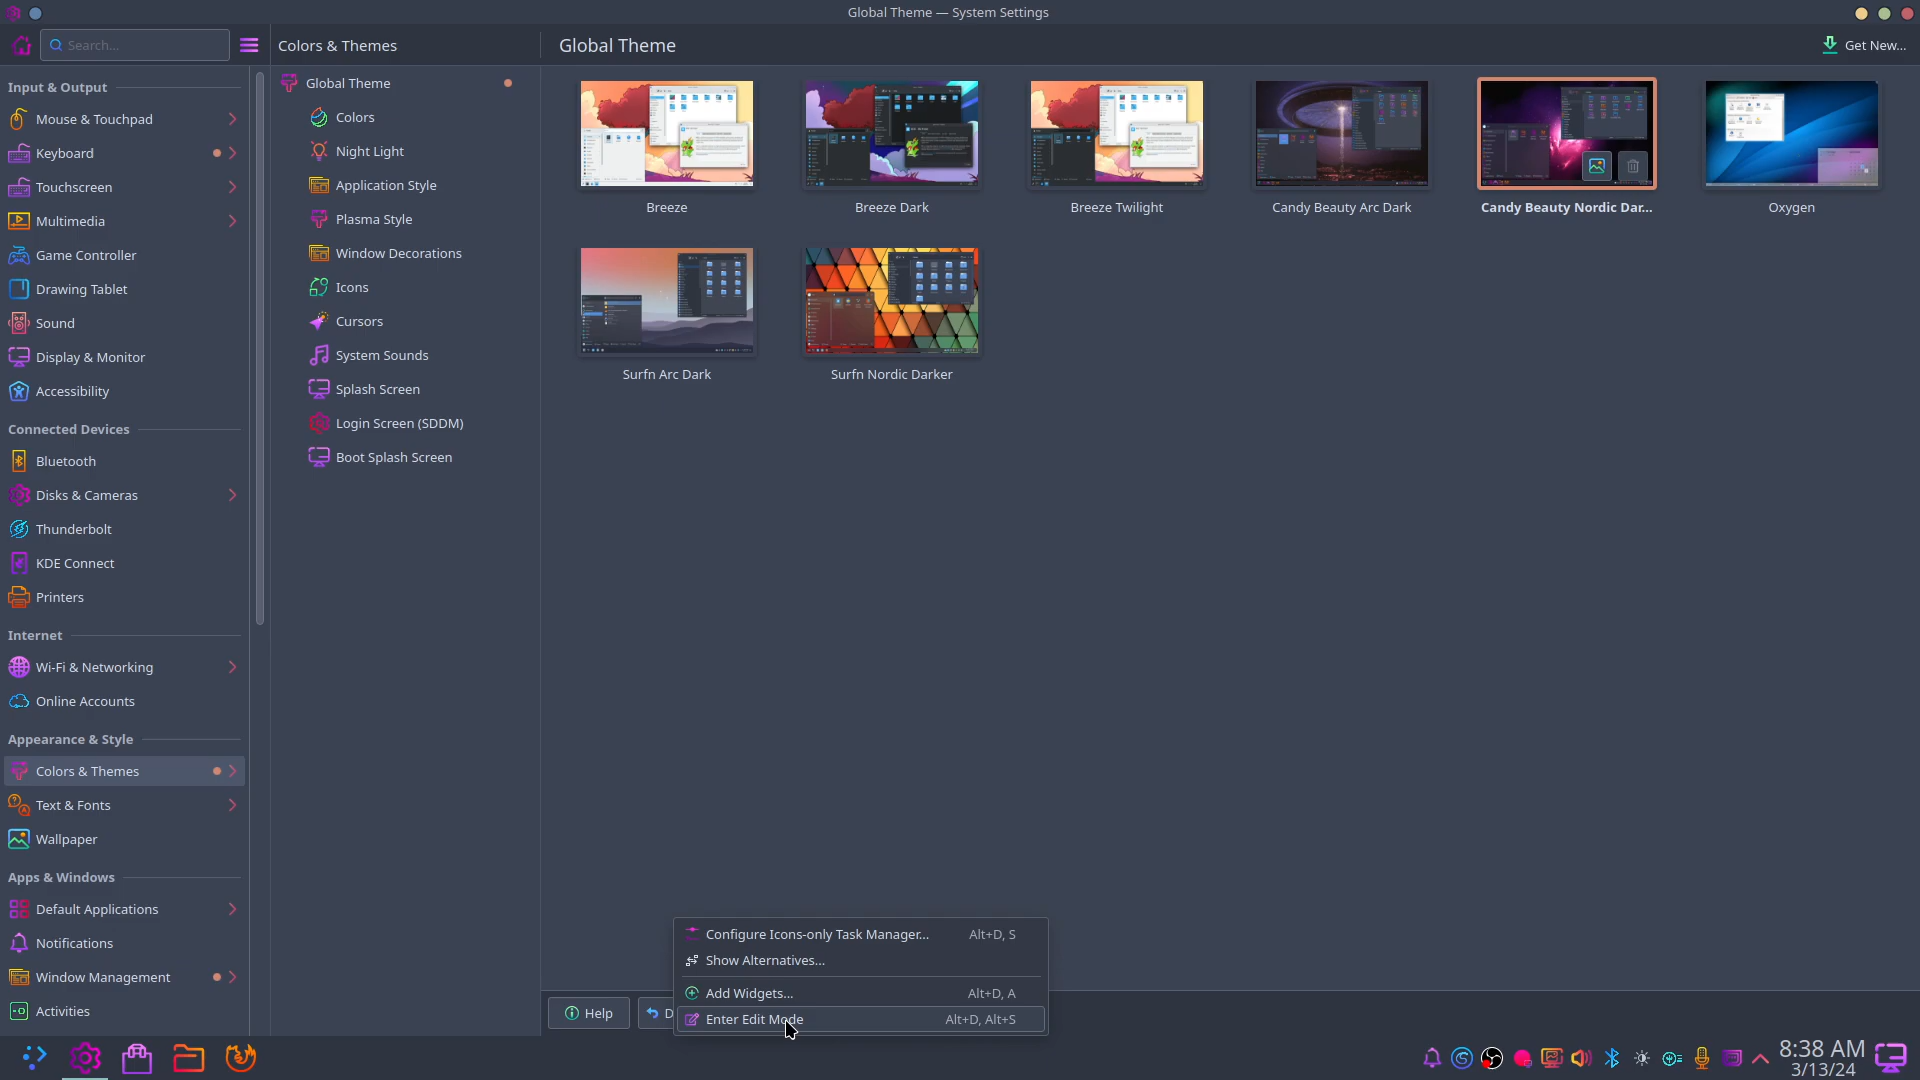 Global Theme — System Settings
Search...
Colors & Themes
Global Theme
Get New...
Input & Output
Mouse & Touchpad
Keyboard
Touchscreen
Multimedia
Game Controller
Drawing Tablet
Sound
Display & Monitor
Accessibility
Connected Devices
Bluetooth
Disks & Cameras
Thunderbolt
KDE Connect
Printers
Internet
Wi-Fi & Networking
Online Accounts
Appearance & Style
Colors & Themes
Text & Fonts
Wallpaper
Apps & Windows
Default Applications
Notifications
Window Management
Activities
Global Theme
Colors
Night Light
Application Style
Plasma Style
Window Decorations
Icons
Cursors
System Sounds
Splash Screen
Login Screen (SDDM)
Boot Splash Screen
Breeze
Breeze Dark
Breeze Twilight
Candy Beauty Arc Dark
Candy Beauty Nordic Dar...
Oxygen
Surfn Arc Dark
Surfn Nordic Darker
Configure Icons-only Task Manager... Alt+D, S
Show Alternatives...
Add Widgets... Alt+D, A
Enter Edit Mode Alt+D, Alt+S
Help
D
8:38 AM
3/13/24